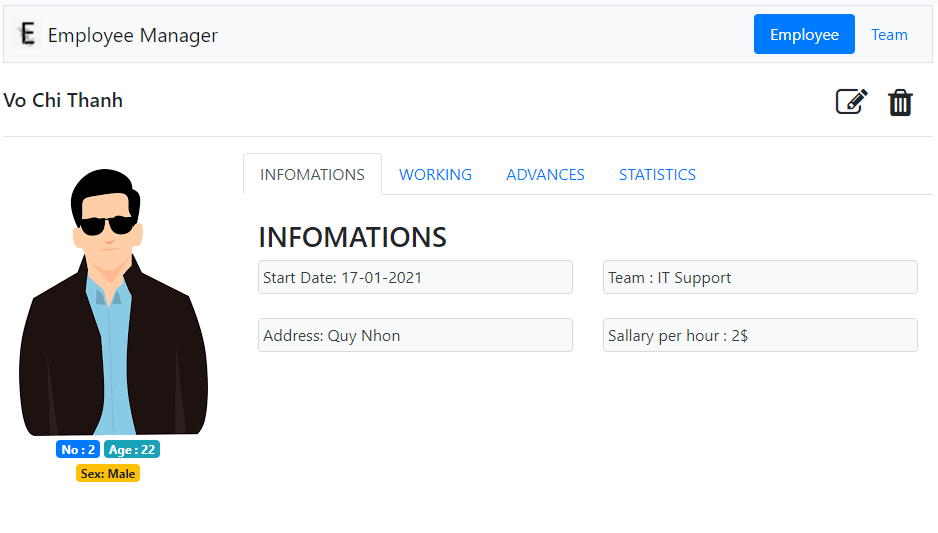 E Employee Manager Employee Team
Vo Chi Thanh
INFOMATIONS WORKING ADVANCES STATISTICS
INFOMATIONS
Start Date: 17-01-2021 Team : IT Support
Address: Quy Nhon Sallary per hour : 2$
No : 2 Age : 22
Sex: Male